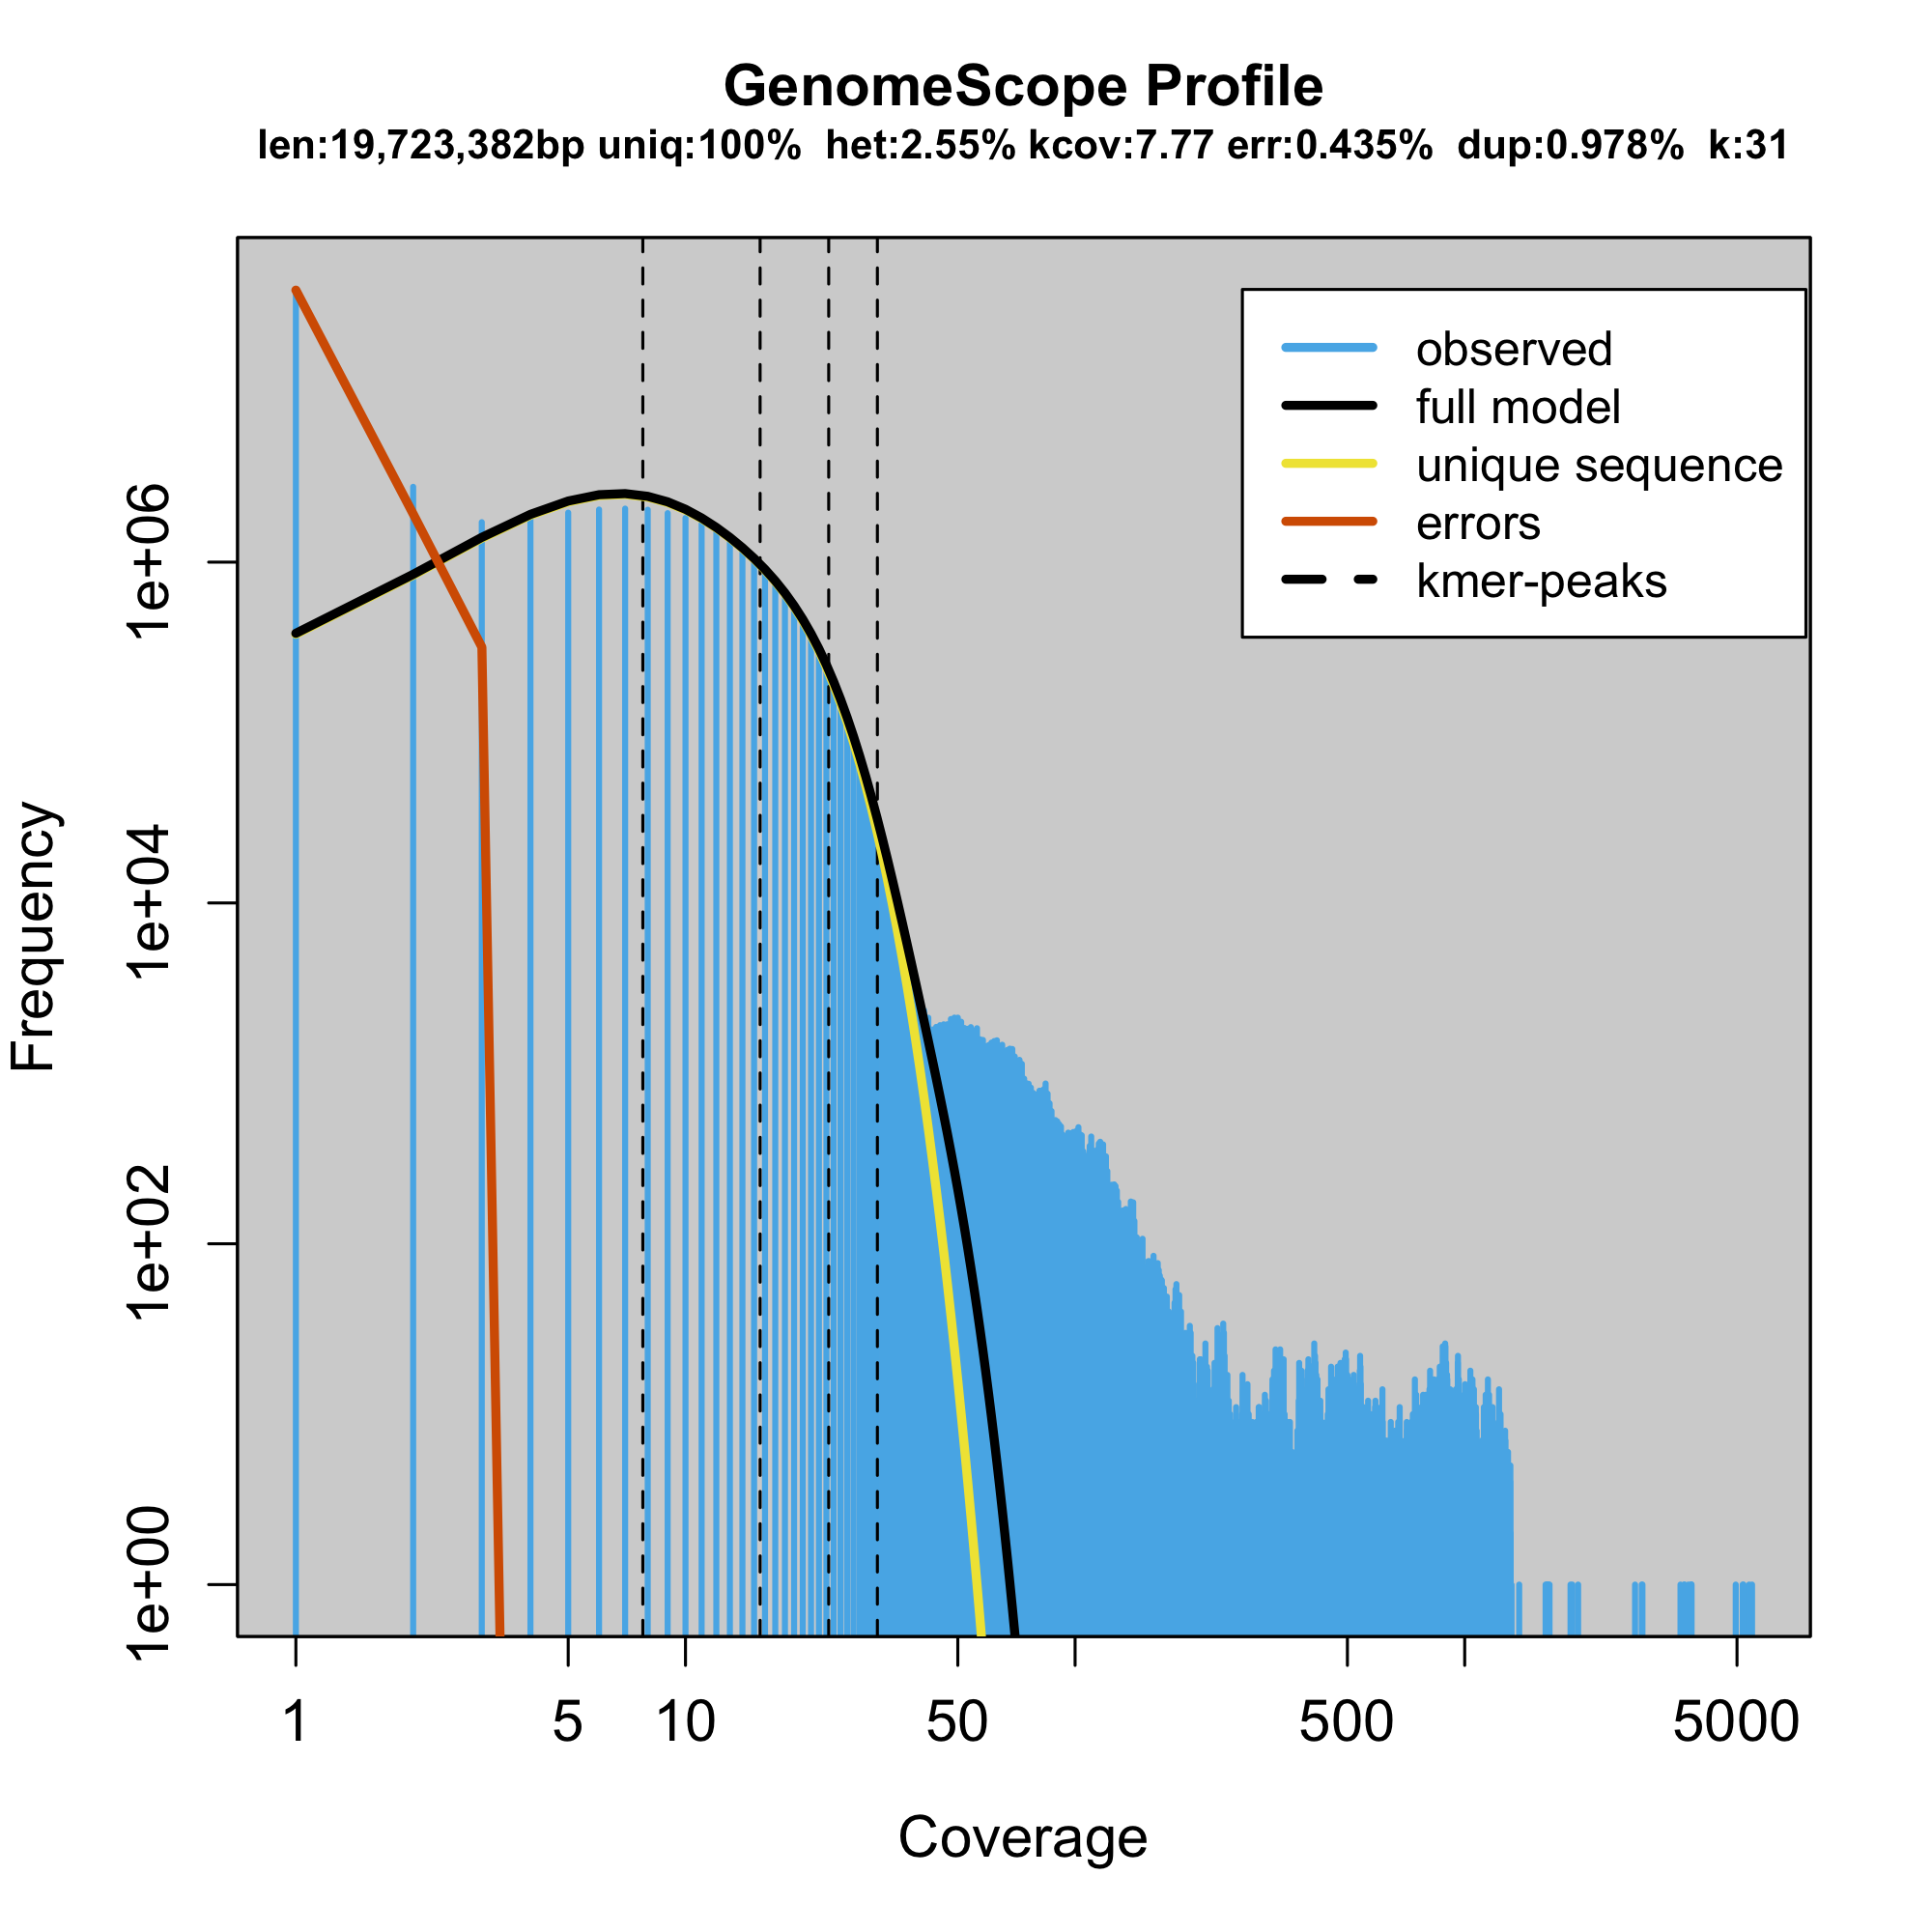 GenomeScope Profile
len:19,723,382bp uniq:100% het:2.55% kcov:7.77 err:0.435% dup:0.978% k:31
observed
full model
unique sequence
errors
kmer-peaks
Frequency
1e+06
1e+04
1e+02
1e+00
1 5 10 50 500 5000
Coverage